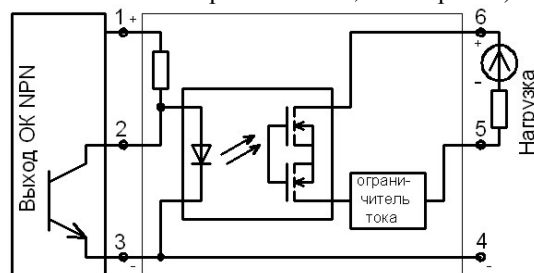 1 + 6
+
-
Выход ОК NPN
2
5
Нагрузка
ограни-
читель
тока
3
-
4
-